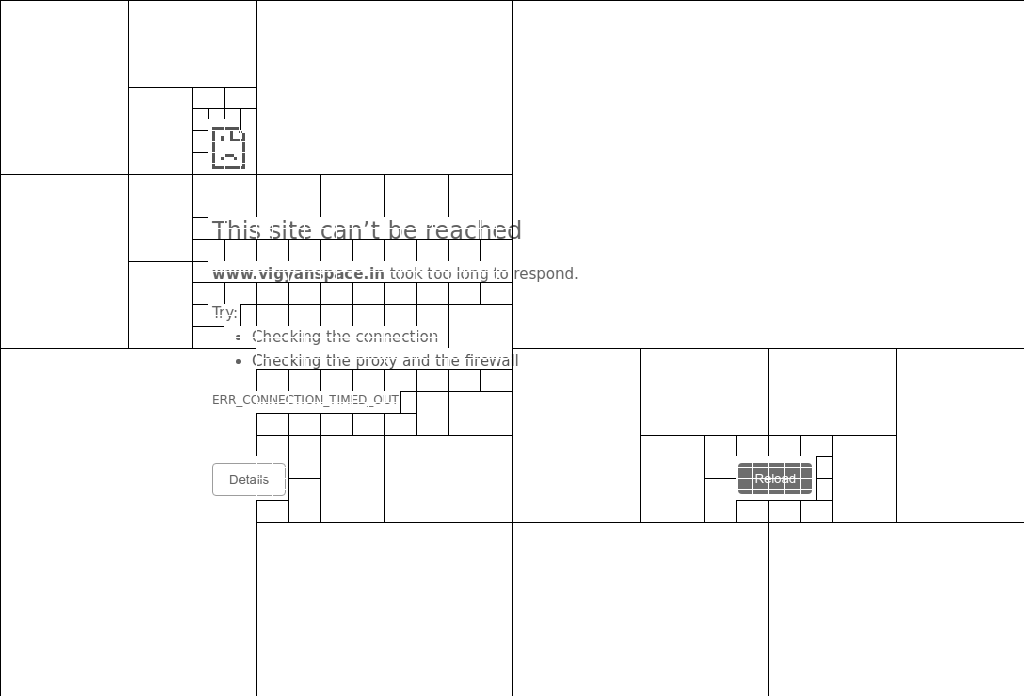 This site can’t be reached
www.vigyanspace.in took too long to respond.
Try:
Checking the connection
Checking the proxy and the firewall
ERR_CONNECTION_TIMED_OUT
Details
Reload